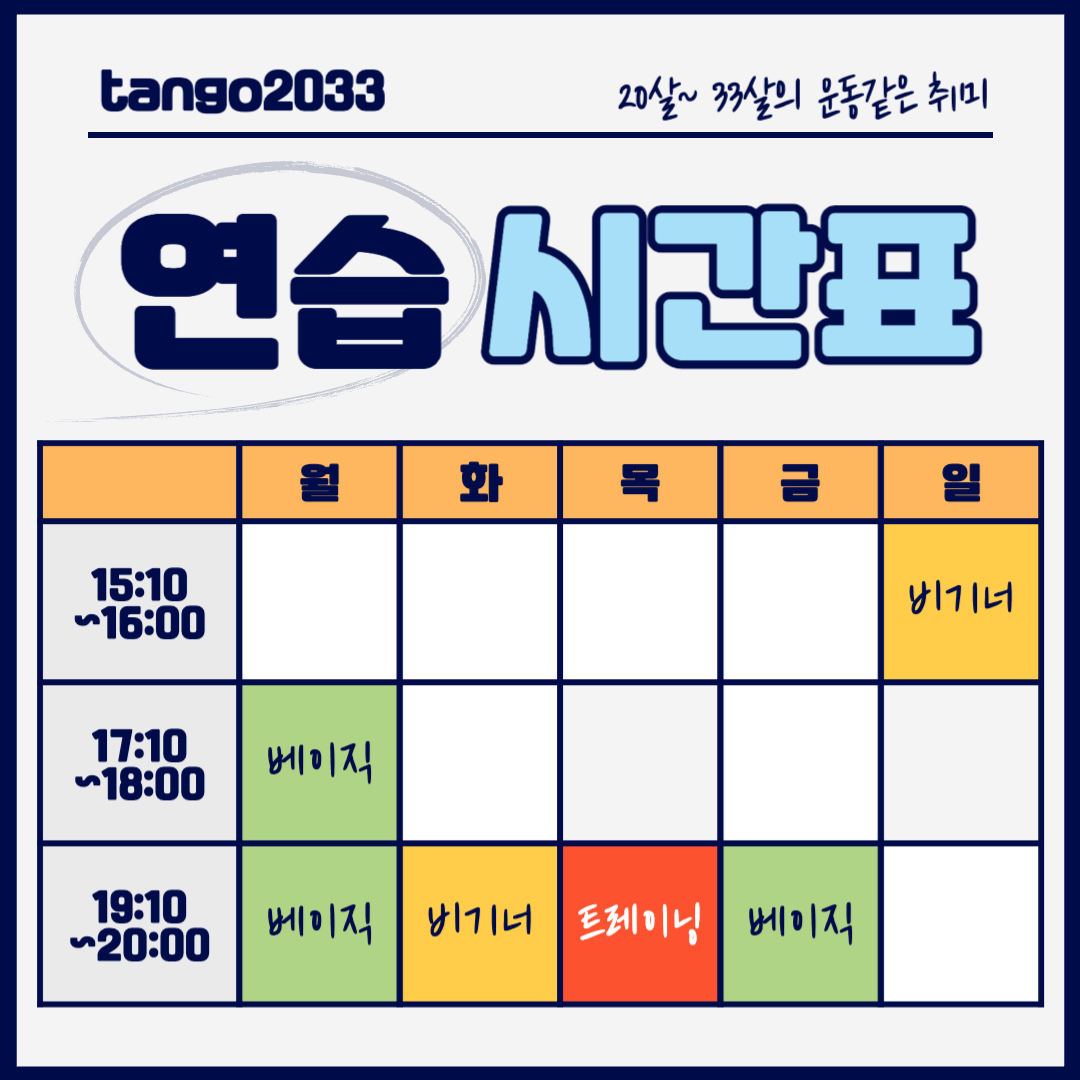 tango2033
20살~ 33살의 운동같은 취미
연습 시간표
월 화 목 금 일
15:10
~16:00
비기너
17:10
~18:00
베이직
19:10
~20:00
베이직 비기너 트레이닝 베이직